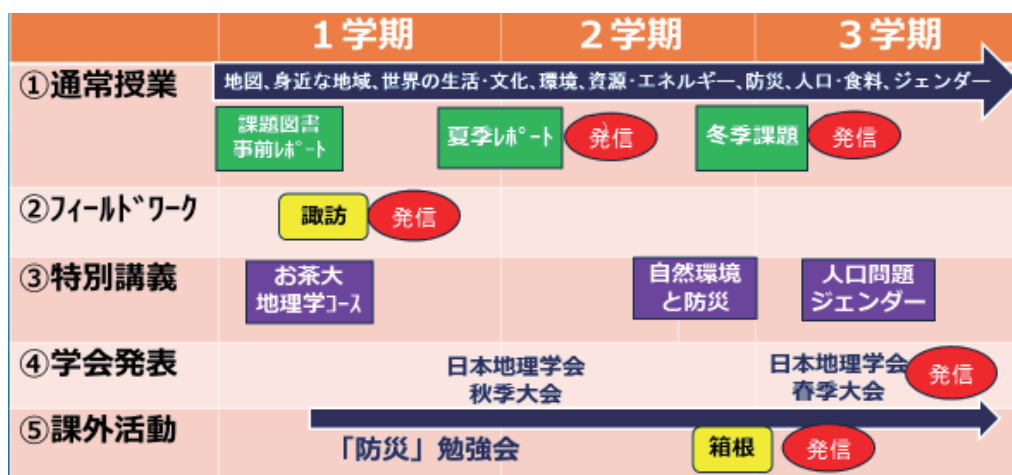 1学期 2学期 3学期
①通常授業
地図、身近な地域、世界の生活・文化、環境、資源・エネルギー、防災、人口・食料、ジェンダー
課題図書
事前ﾚﾎﾟｰﾄ
夏季ﾚﾎﾟｰﾄ 発信 冬季課題 発信
②ﾌｨｰﾙﾄﾞﾜｰｸ 諏訪 発信
③特別講義
お茶大
地理学ｺｰｽ
自然環境
と防災
人口問題
ジェンダー
④学会発表
日本地理学会
秋季大会
日本地理学会
春季大会
発信
⑤課外活動
「防災」勉強会 箱根 発信